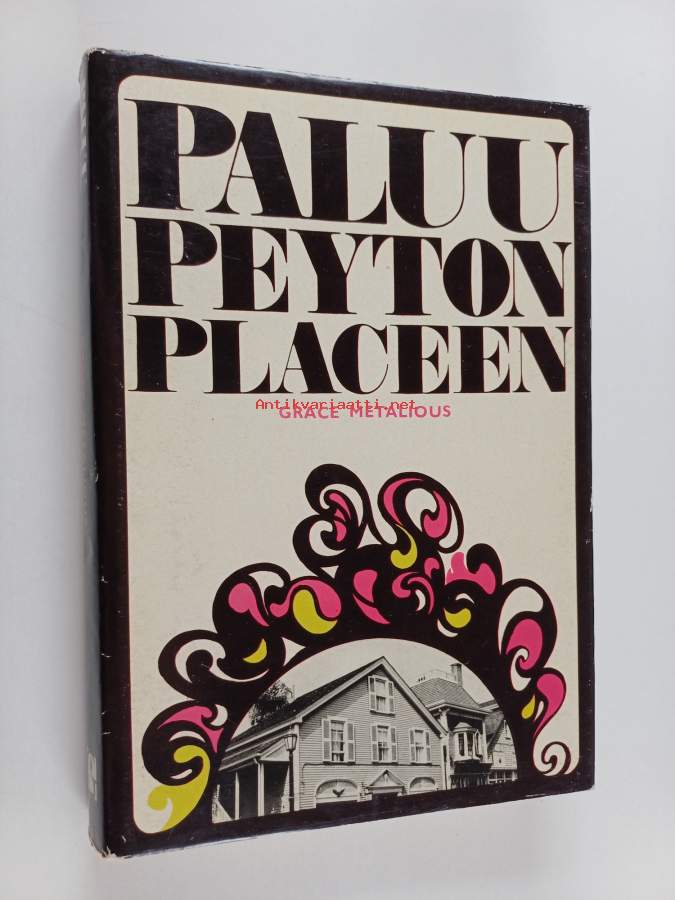 PALUU
PEYTON
PLACEEN
Antikvariaatti.net
GRACE METALIOUS